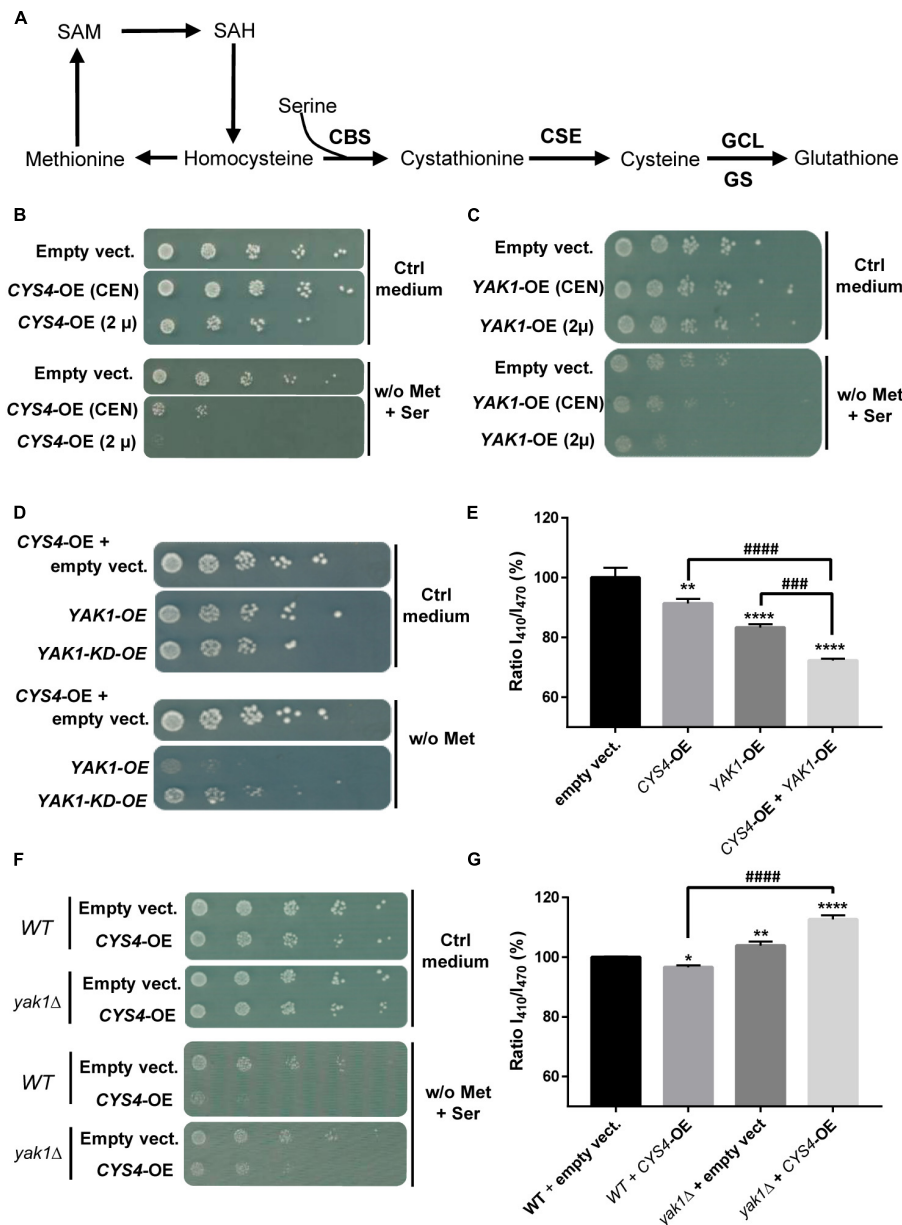 A
SAM
SAH
Serine
CBS
CSE
GCL
Methionine
Homocysteine
Cystathionine
Cysteine
Glutathione
GS
B
Empty vect.
CYS4-OE (CEN)
CYS4-OE (2 µ)
Ctrl
medium
Empty vect.
CYS4-OE (CEN)
CYS4-OE (2 µ)
w/o Met
+ Ser
C
Empty vect.
YAK1-OE (CEN)
YAK1-OE (2µ)
Ctrl
medium
Empty vect.
YAK1-OE (CEN)
YAK1-OE (2µ)
w/o Met
+ Ser
D
CYS4-OE +
empty vect.
YAK1-OE
YAK1-KD-OE
Ctrl
medium
CYS4-OE +
empty vect.
YAK1-OE
YAK1-KD-OE
w/o Met
E
Ratio I410/I470 (%)
120
100
80
60
####
###
**
****
****
empty vect.
CYS4-OE
YAK1-OE
CYS4-OE + YAK1-OE
F
WT
Empty vect.
CYS4-OE
yak1Δ
Empty vect.
CYS4-OE
Ctrl
medium
WT
Empty vect.
CYS4-OE
yak1Δ
Empty vect.
CYS4-OE
w/o Met
+ Ser
G
Ratio I410/I470 (%)
120
100
80
60
####
*
**
****
WT + empty vect.
WT + CYS4-OE
yak1Δ + empty vect
yak1Δ + CYS4-OE